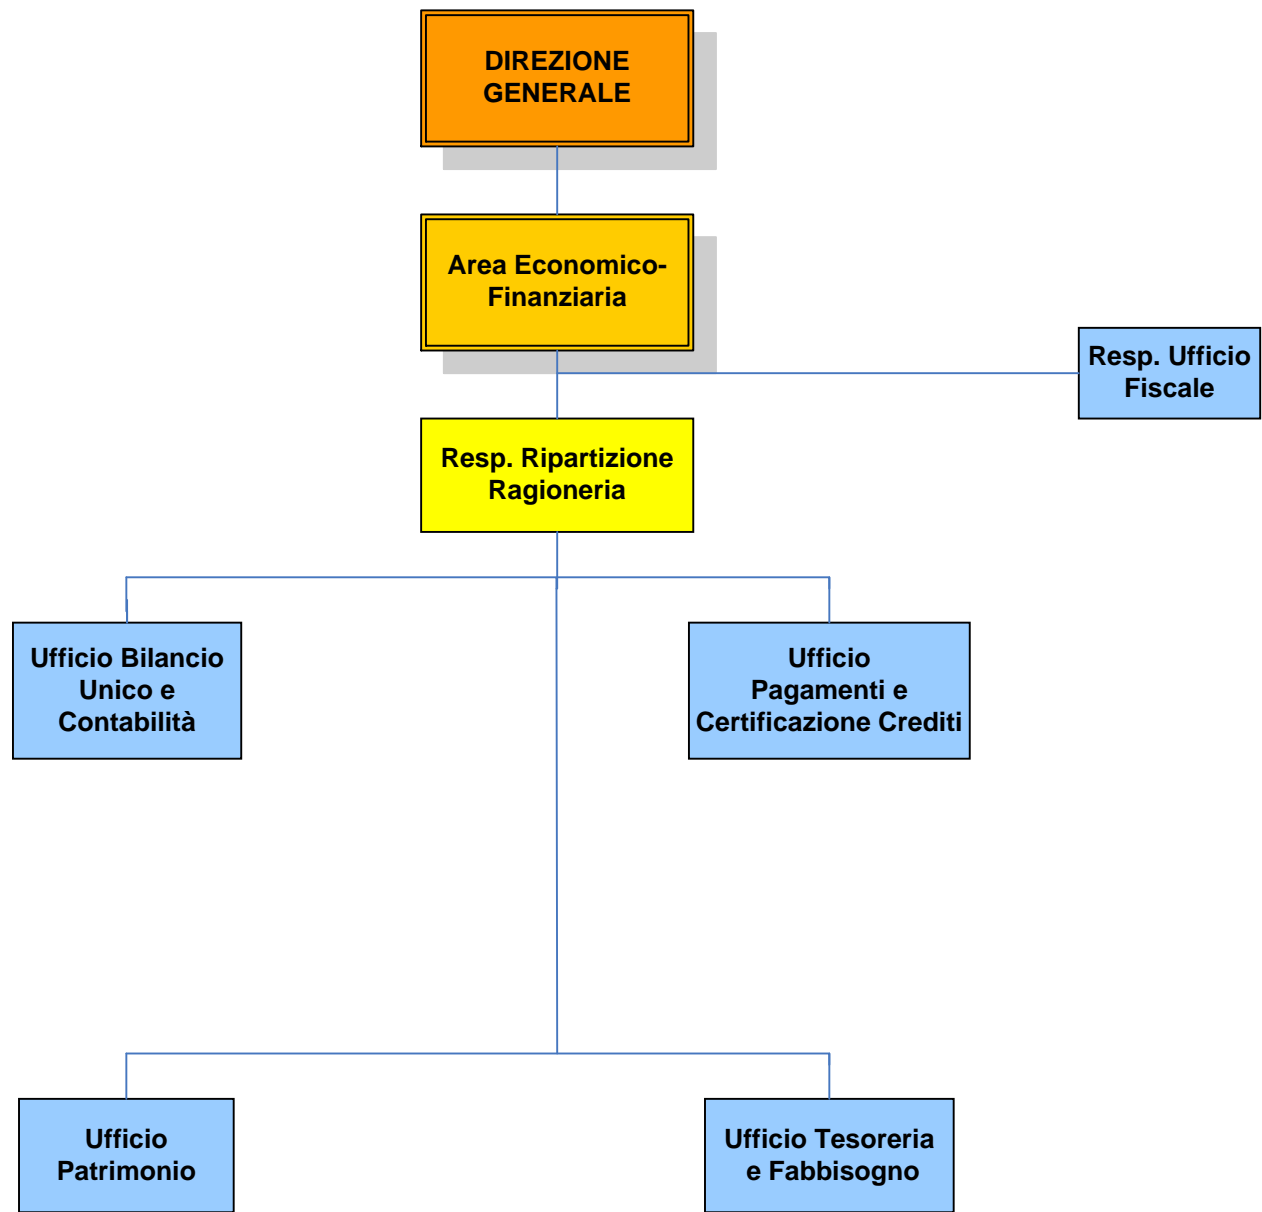 DIREZIONE
GENERALE
Area Economico-
Finanziaria
Resp. Ufficio
Fiscale
Resp. Ripartizione
Ragioneria
Ufficio Bilancio
Unico e
Contabilità
Ufficio
Pagamenti e
Certificazione Crediti
Ufficio
Patrimonio
Ufficio Tesoreria
e Fabbisogno